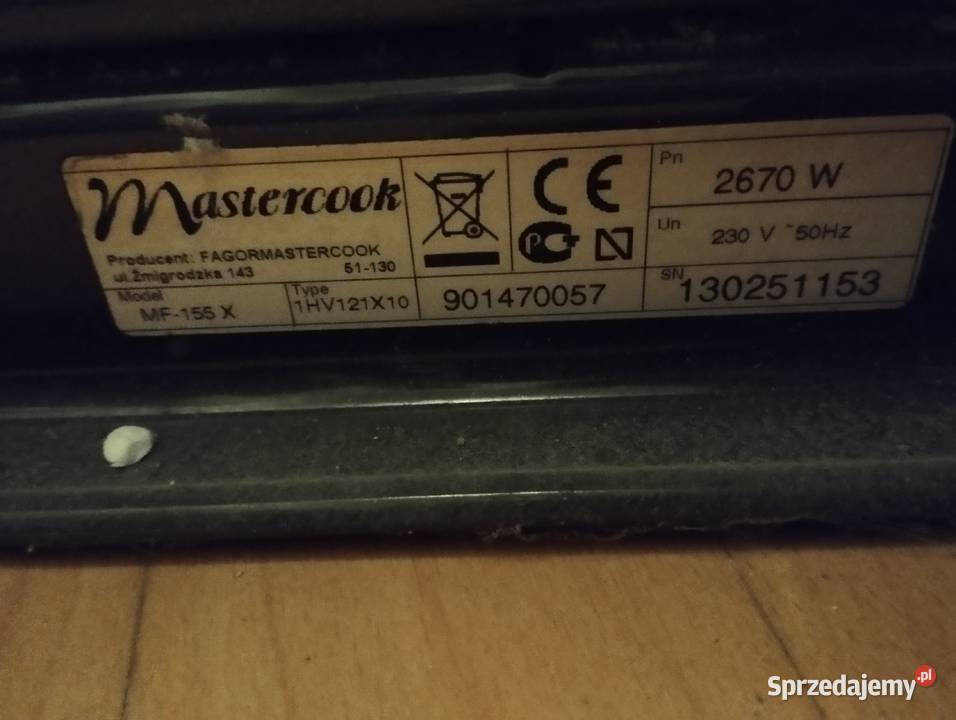 Mastercook
Producent: FAGORMASTERCOOK
ul.Żmigrodzka 143 51-130
Model
MF-155 X
Type
1HV121X10
901470057
CE
Pn
2670 W
Un
230 V ~50Hz
SN
130251153
Sprzedajemy.pl